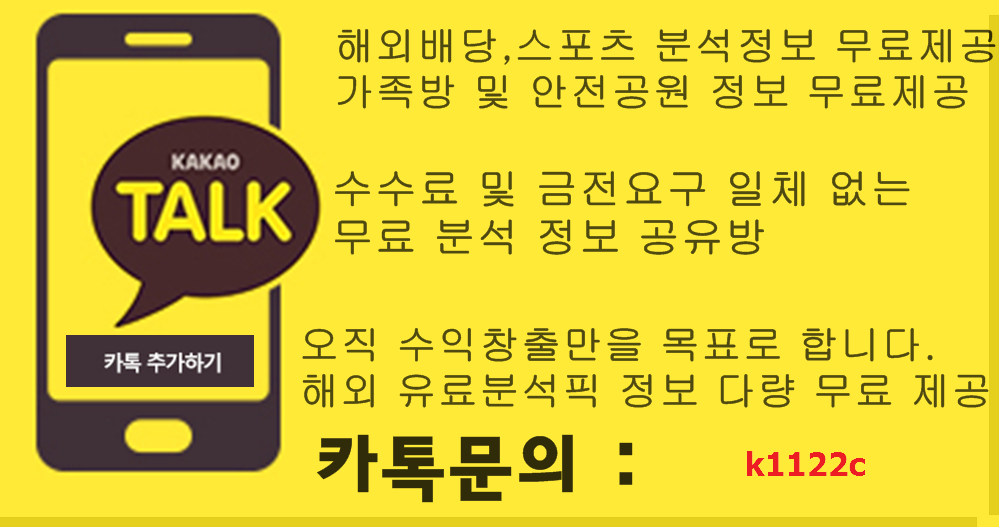 해외배당,스포츠 분석정보 무료제공
가족방 및 안전공원 정보 무료제공
KAKAO
TALK
수수료 및 금전요구 일체 없는
무료 분석 정보 공유방
카톡 추가하기
오직 수익창출만을 목표로 합니다.
해외 유료분석픽 정보 다량 무료 제공
카톡문의 : k1122c